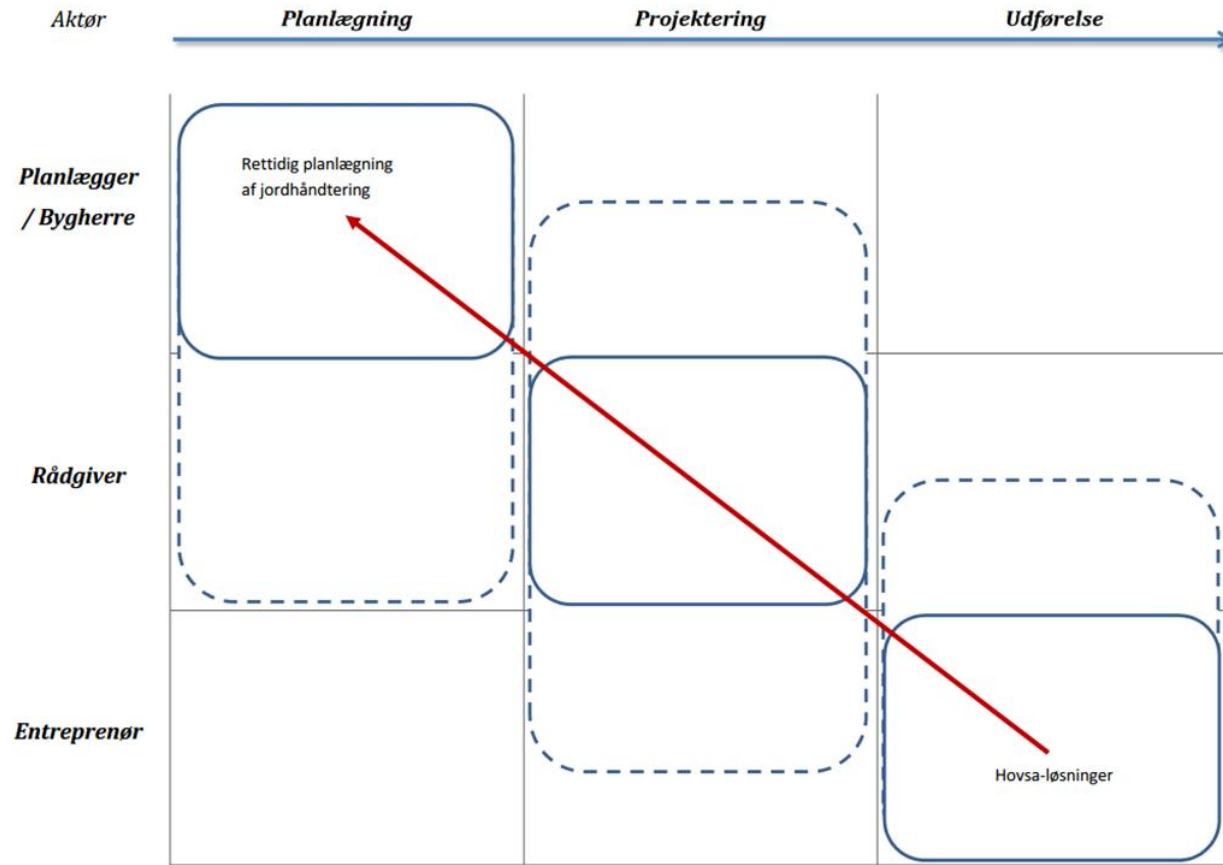 Aktør
Planlægning
Projektering
Udførelse
Planlægger
/ Bygherre
Rettidig planlægning
af jordhåndtering
Rådgiver
Entreprenør
Hovsa-løsninger